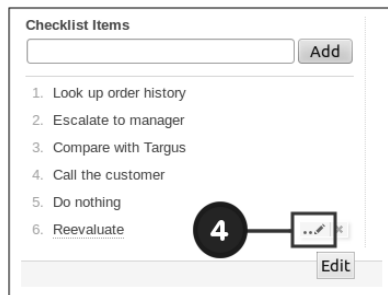 Checklist Items
Add
1. Look up order history
2. Escalate to manager
3. Compare with Targus
4. Call the customer
5. Do nothing
6. Reevaluate 4 ...
Edit